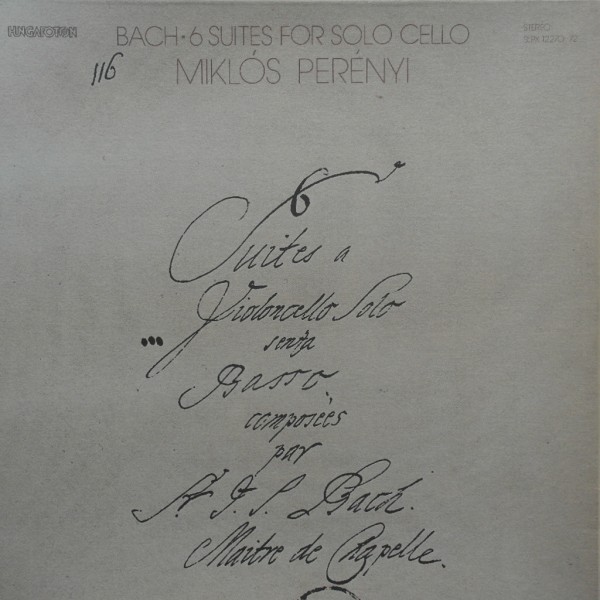 HUNGAROTON
BACH · 6 SUITES FOR SOLO CELLO
STEREO
MIKLÓS PERÉNYI
116
6
Suites a
Violoncello Solo
senza
Basso
composées
par
Sr. J. S. Bach.
Maitre de Chapelle.